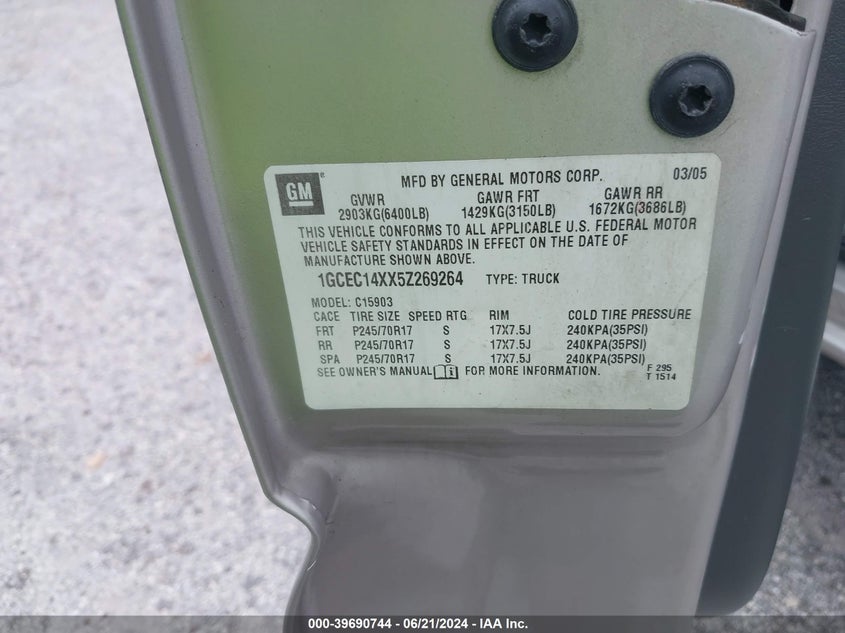 GM
MFD BY GENERAL MOTORS CORP. 03/05
GVWR GAWR FRT GAWR RR
2903KG(6400LB) 1429KG(3150LB) 1672KG(3686LB)
THIS VEHICLE CONFORMS TO ALL APPLICABLE U.S. FEDERAL MOTOR
VEHICLE SAFETY STANDARDS IN EFFECT ON THE DATE OF
MANUFACTURE SHOWN ABOVE.
1GCEC14XX5Z269264 TYPE: TRUCK
MODEL: C15903
CACE TIRE SIZE SPEED RTG RIM COLD TIRE PRESSURE
FRT P245/70R17 S 17X7.5J 240KPA(35PSI)
RR P245/70R17 S 17X7.5J 240KPA(35PSI)
SPA P245/70R17 S 17X7.5J 240KPA(35PSI)
SEE OWNER'S MANUAL FOR MORE INFORMATION.
F 295
T 1514
000-39690744 - 06/21/2024 - IAA Inc.